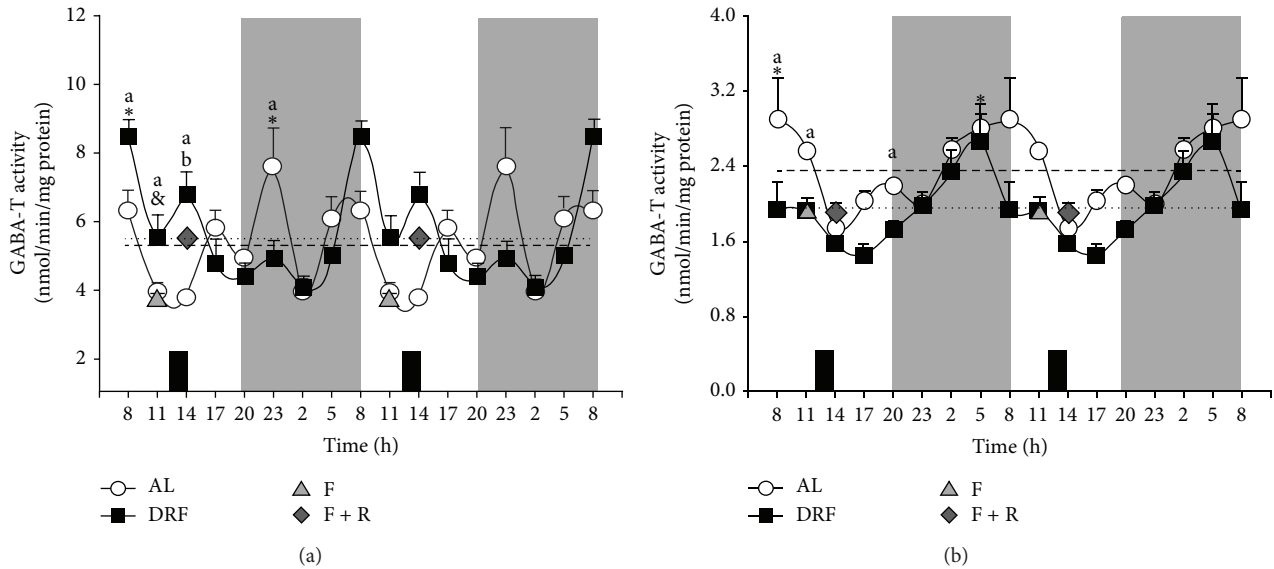 12
10
8
6
4
2
GABA-T activity
(nmol/min/mg protein)
a
*
a
&
a
b
a
*
8 11 14 17 20 23 2 5 8 11 14 17 20 23 2 5 8
Time (h)
AL
F
DRF
F + R
(a)
4.0
3.2
2.4
1.6
0.8
0.0
GABA-T activity
(nmol/min/mg protein)
a
*
a
a
*
8 11 14 17 20 23 2 5 8 11 14 17 20 23 2 5 8
Time (h)
AL
F
DRF
F + R
(b)